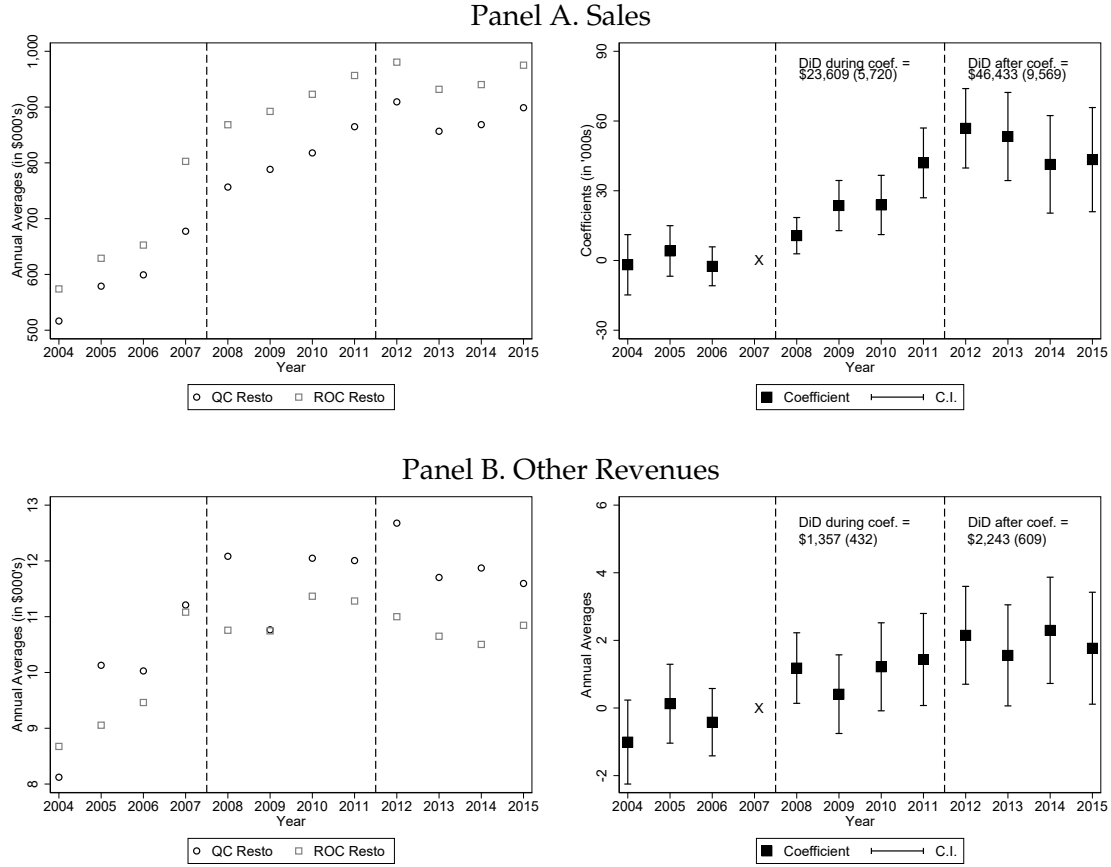 Panel A. Sales
Annual Averages (in $000's)
1,000
900
800
700
600
500
2004 2005 2006 2007 2008 2009 2010 2011 2012 2013 2014 2015
Year
QC Resto ROC Resto
Coefficients (in '000s)
90
60
30
0
-30
DiD during coef. =
$23,609 (5,720)
DiD after coef. =
$46,433 (9,569)
X
2004 2005 2006 2007 2008 2009 2010 2011 2012 2013 2014 2015
Year
Coefficient C.I.
Panel B. Other Revenues
Annual Averages (in $000's)
13
12
11
10
9
8
2004 2005 2006 2007 2008 2009 2010 2011 2012 2013 2014 2015
Year
QC Resto ROC Resto
Annual Averages
6
4
2
0
-2
DiD during coef. =
$1,357 (432)
DiD after coef. =
$2,243 (609)
X
2004 2005 2006 2007 2008 2009 2010 2011 2012 2013 2014 2015
Year
Coefficient C.I.